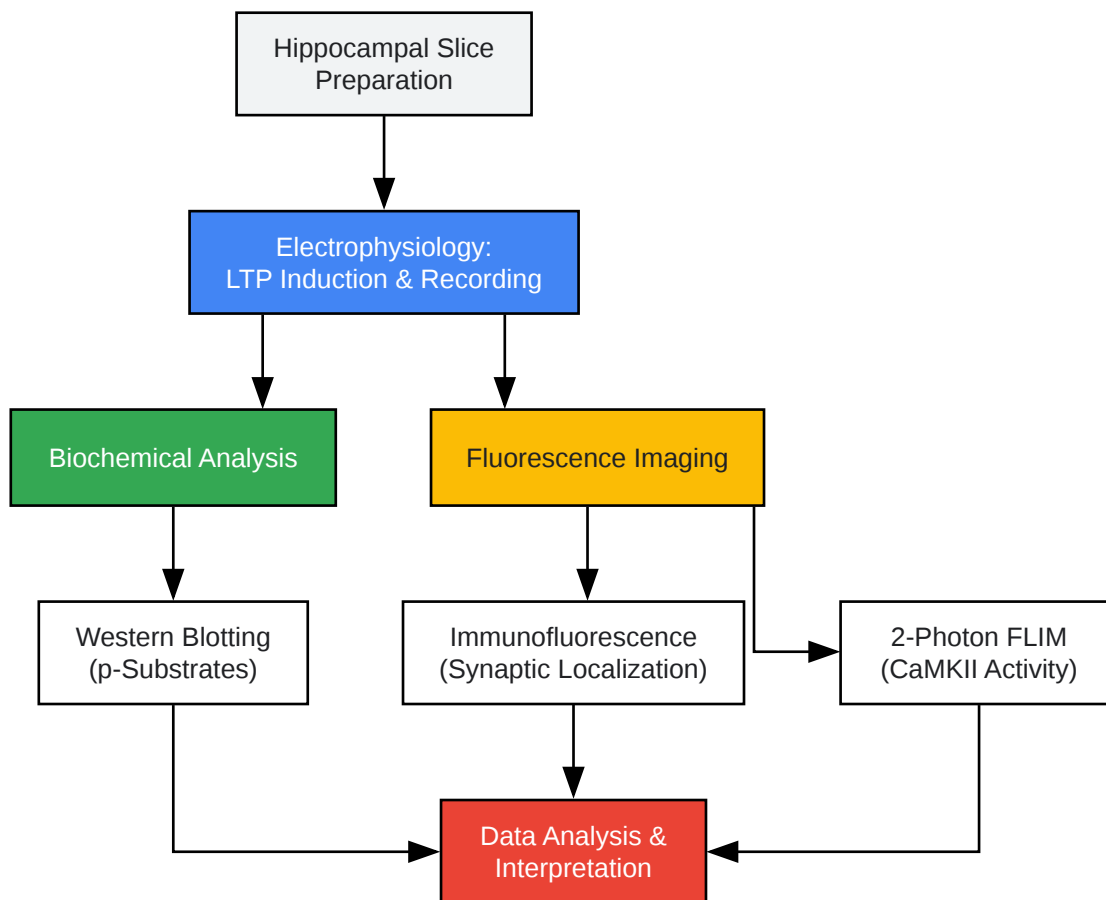 Hippocampal Slice
Preparation
Electrophysiology:
LTP Induction & Recording
Biochemical Analysis
Fluorescence Imaging
Western Blotting
(p-Substrates)
Immunofluorescence
(Synaptic Localization)
2-Photon FLIM
(CaMKII Activity)
Data Analysis &
Interpretation